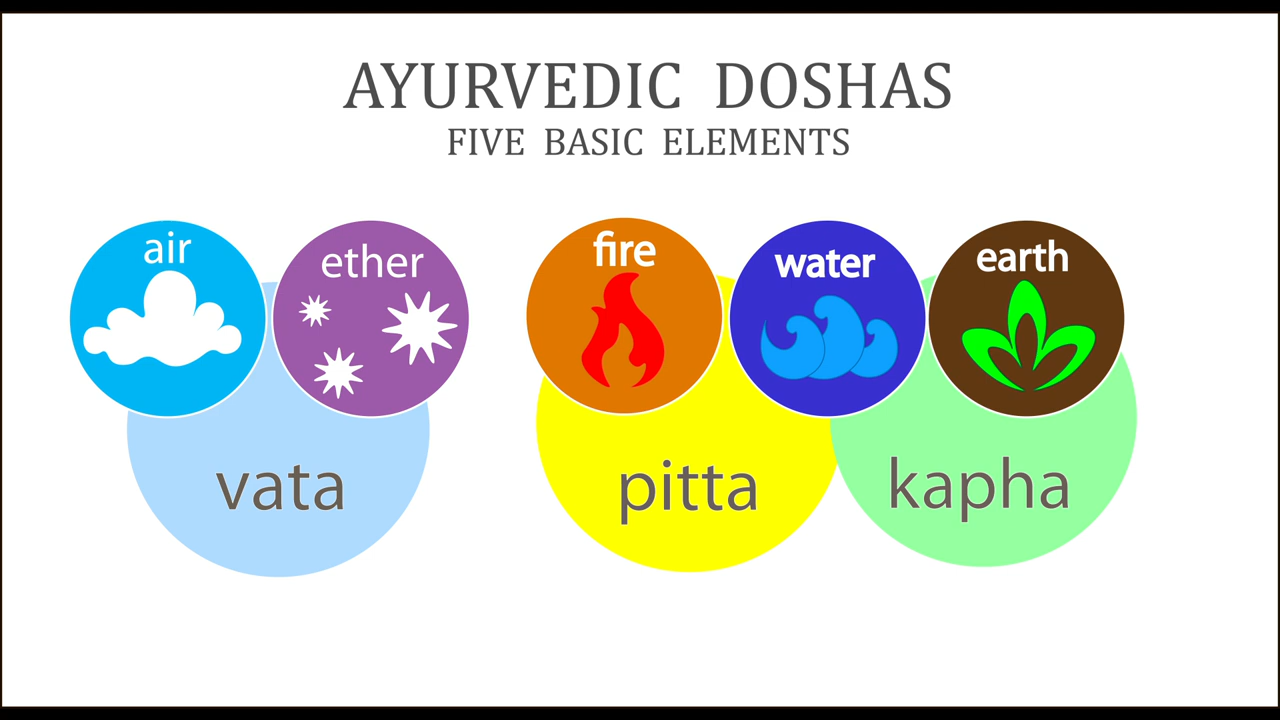 AYURVEDIC DOSHAS
FIVE BASIC ELEMENTS
air
ether
fire
water
earth
vata
pitta
kapha